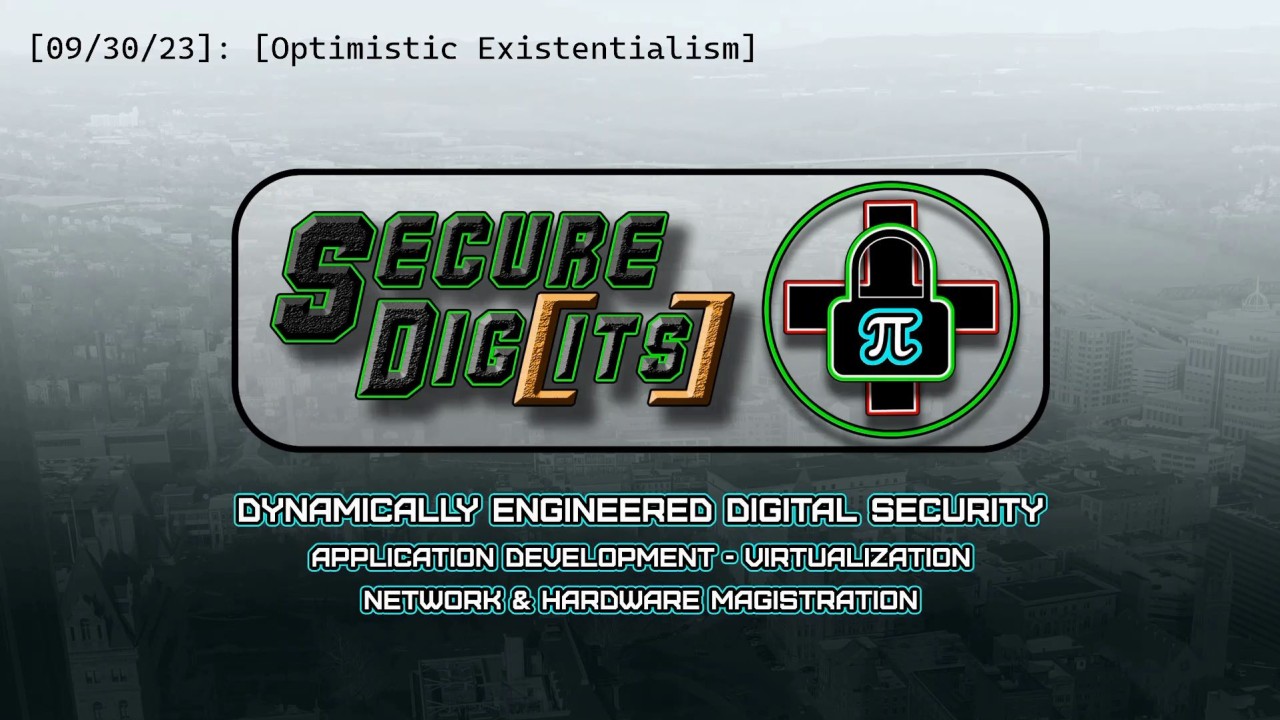 [09/30/23]: [Optimistic Existentialism]
SECURE
DIG[ITS]
π
DYNAMICALLY ENGINEERED DIGITAL SECURITY
APPLICATION DEVELOPMENT - VIRTUALIZATION
NETWORK & HARDWARE MAGISTRATION